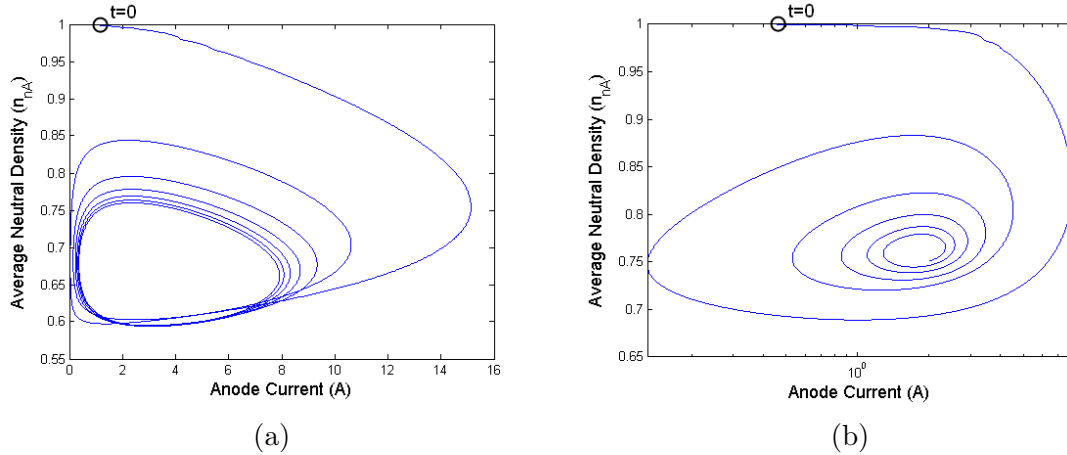 t=0
1
0.95
0.9
0.85
0.8
0.75
0.7
0.65
0.6
0.55
0 2 4 6 8 10 12 14 16
Average Neutral Density (n_nA)
Anode Current (A)
(a)
t=0
1
0.95
0.9
0.85
0.8
0.75
0.7
0.65
10^0
Average Neutral Density (n_nA)
Anode Current (A)
(b)